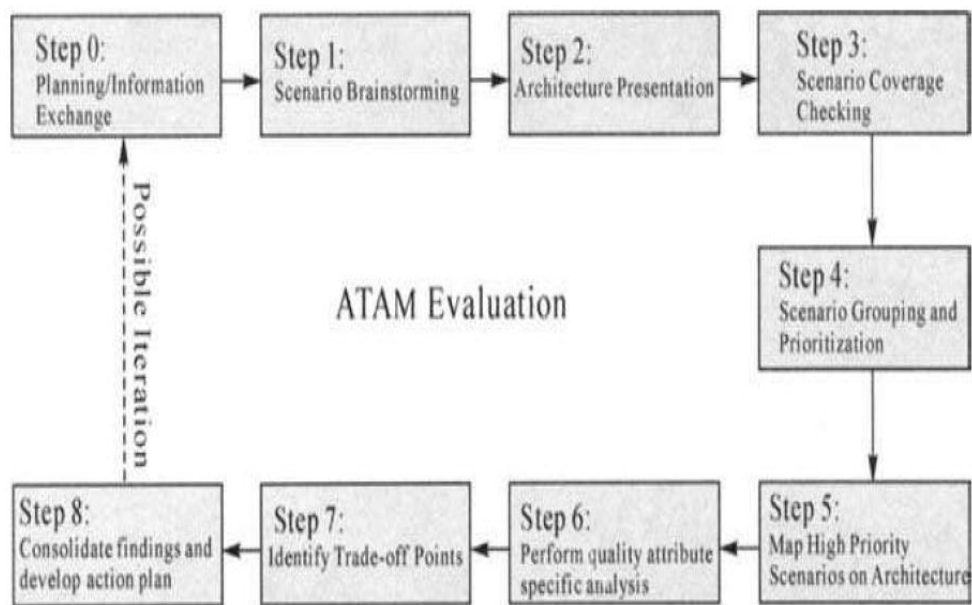 Step 0:
Planning/Information
Exchange
Step 1:
Scenario Brainstorming
Step 2:
Architecture Presentation
Step 3:
Scenario Coverage
Checking
Step 4:
Scenario Grouping and
Prioritization
Step 5:
Map High Priority
Scenarios on Architecture
Step 6:
Perform quality attribute
specific analysis
Step 7:
Identify Trade-off Points
Step 8:
Consolidate findings and
develop action plan
Possible Iteration
ATAM Evaluation